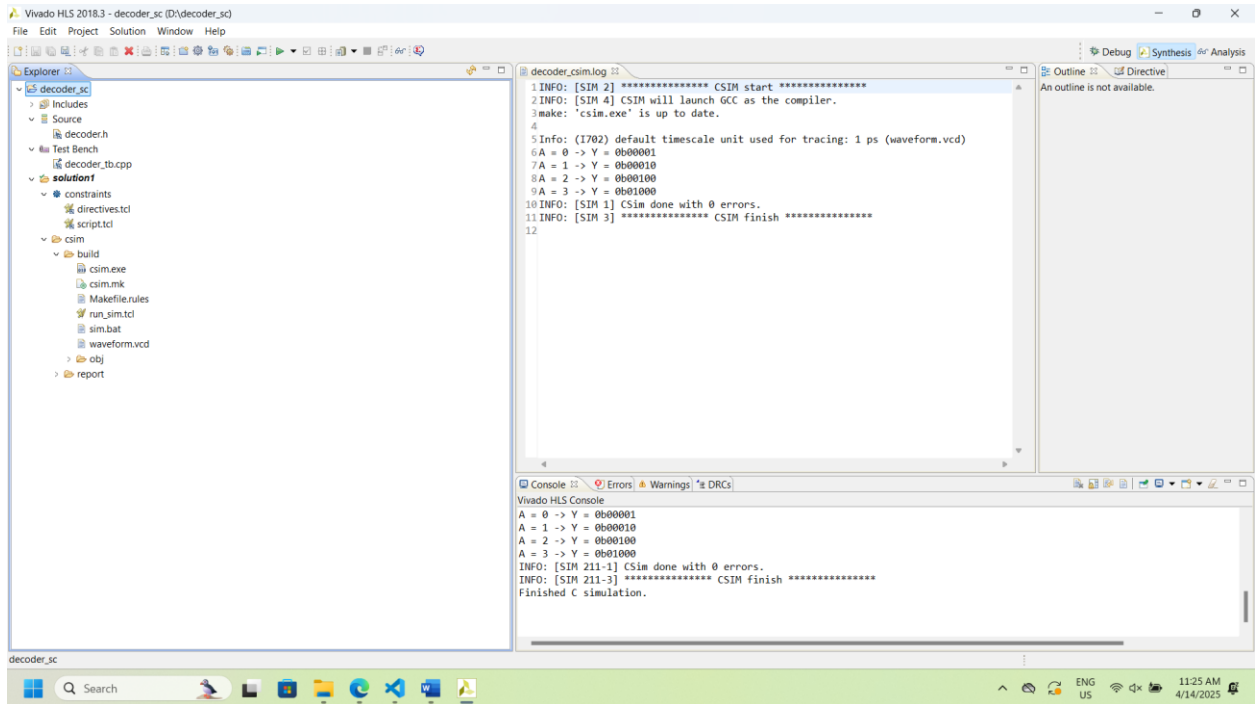 Vivado HLS 2018.3 - decoder_sc (D:\decoder_sc)
File Edit Project Solution Window Help
Debug Synthesis Analysis
Explorer
decoder_sc
Includes
Source
decoder.h
Test Bench
decoder_tb.cpp
solution1
constraints
directives.tcl
script.tcl
csim
build
csim.exe
csim.mk
Makefile.rules
run_sim.tcl
sim.bat
waveform.vcd
obj
report
decoder_csim.log
1 INFO: [SIM 2] *************** CSIM start ***************
2 INFO: [SIM 4] CSIM will launch GCC as the compiler.
3 make: 'csim.exe' is up to date.
4
5 Info: (I702) default timescale unit used for tracing: 1 ps (waveform.vcd)
6 A = 0 -> Y = 0b00001
7 A = 1 -> Y = 0b00010
8 A = 2 -> Y = 0b00100
9 A = 3 -> Y = 0b01000
10 INFO: [SIM 1] CSim done with 0 errors.
11 INFO: [SIM 3] *************** CSIM finish ***************
12
Outline Directive
An outline is not available.
Console Errors Warnings DRCs
Vivado HLS Console
A = 0 -> Y = 0b00001
A = 1 -> Y = 0b00010
A = 2 -> Y = 0b00100
A = 3 -> Y = 0b01000
INFO: [SIM 211-1] CSim done with 0 errors.
INFO: [SIM 211-3] *************** CSIM finish ***************
Finished C simulation.
decoder_sc
Search
ENG
US
11:25 AM
4/14/2025